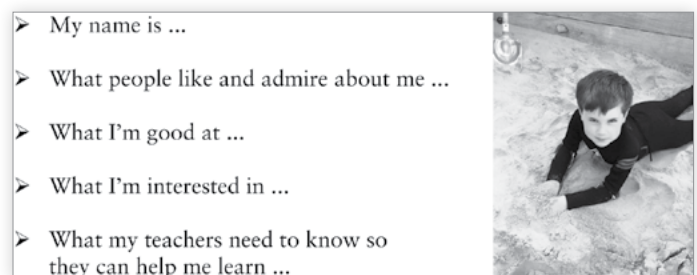 ➢ My name is ...
➢ What people like and admire about me ...
➢ What I'm good at ...
➢ What I'm interested in ...
➢ What my teachers need to know so
they can help me learn ...